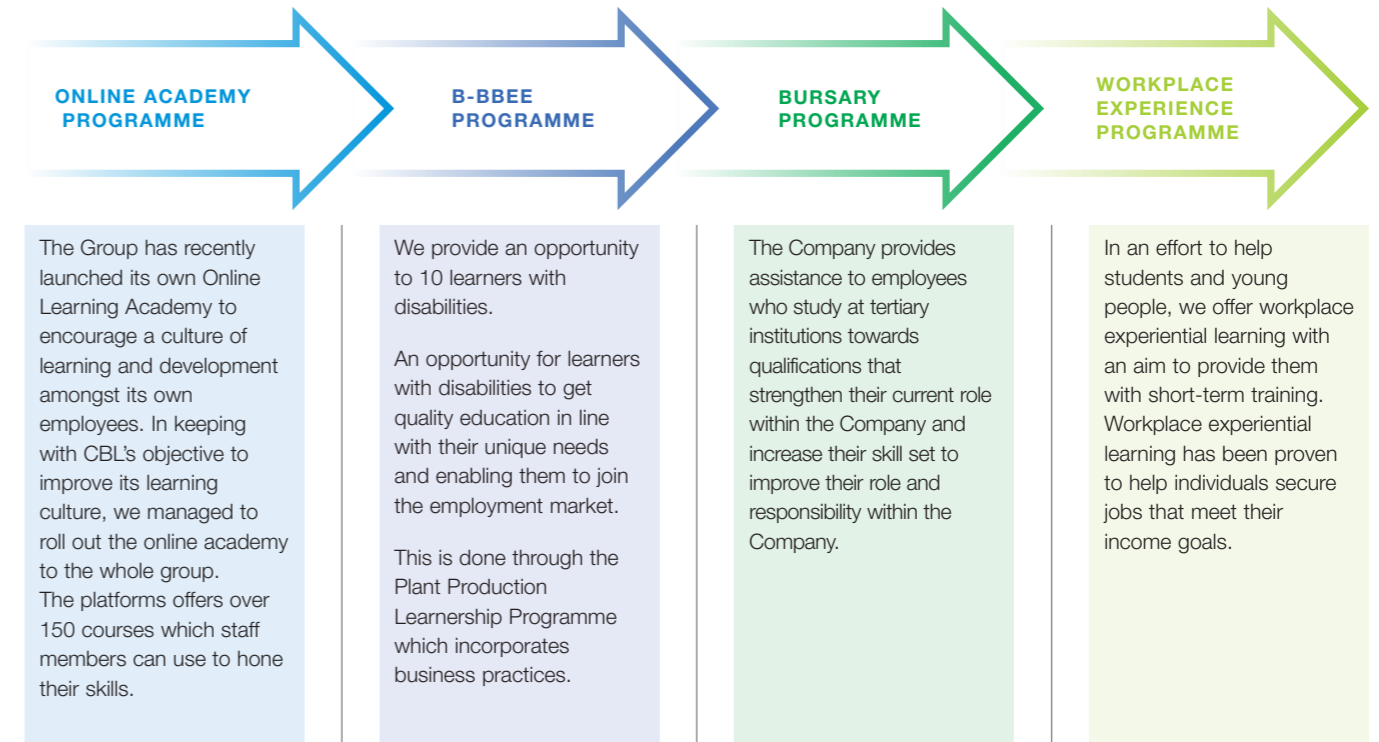 ONLINE ACADEMY
PROGRAMME
B-BBEE
PROGRAMME
BURSARY
PROGRAMME
WORKPLACE
EXPERIENCE
PROGRAMME
The Group has recently
launched its own Online
Learning Academy to
encourage a culture of
learning and development
amongst its own
employees. In keeping
with CBL's objective to
improve its learning
culture, we managed to
roll out the online academy
to the whole group.
The platforms offers over
150 courses which staff
members can use to hone
their skills.
We provide an opportunity
to 10 learners with
disabilities.
An opportunity for learners
with disabilities to get
quality education in line
with their unique needs
and enabling them to join
the employment market.
This is done through the
Plant Production
Learnership Programme
which incorporates
business practices.
The Company provides
assistance to employees
who study at tertiary
institutions towards
qualifications that
strengthen their current role
within the Company and
increase their skill set to
improve their role and
responsibility within the
Company.
In an effort to help
students and young
people, we offer workplace
experiential learning with
an aim to provide them
with short-term training.
Workplace experiential
learning has been proven
to help individuals secure
jobs that meet their
income goals.